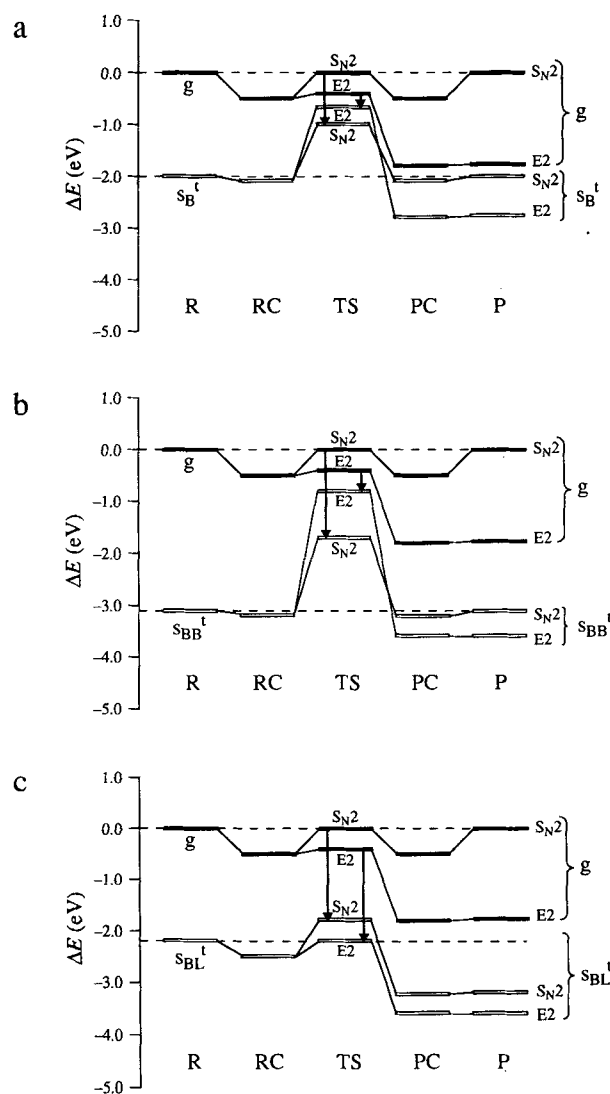 a
1.0
0.0
-1.0
-2.0
-3.0
-4.0
-5.0
ΔE (eV)
g
S_N2
E2
E2
S_N2
s_B^t
S_N2
E2
g
S_N2
E2
s_B^t
R RC TS PC P
b
1.0
0.0
-1.0
-2.0
-3.0
-4.0
-5.0
ΔE (eV)
g
S_N2
E2
E2
S_N2
s_BB^t
S_N2
E2
g
S_N2
E2
s_BB^t
R RC TS PC P
c
1.0
0.0
-1.0
-2.0
-3.0
-4.0
-5.0
ΔE (eV)
g
S_N2
E2
S_N2
E2
s_BL^t
S_N2
E2
g
S_N2
E2
s_BL^t
R RC TS PC P